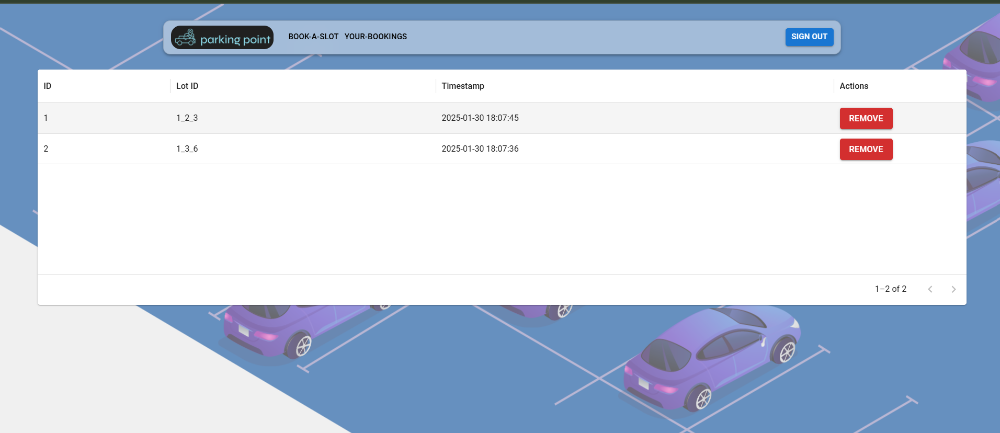 parking point BOOK-A-SLOT YOUR-BOOKINGS SIGN OUT
ID Lot ID Timestamp Actions
1 1_2_3 2025-01-30 18:07:45 REMOVE
2 1_3_6 2025-01-30 18:07:36 REMOVE
1–2 of 2